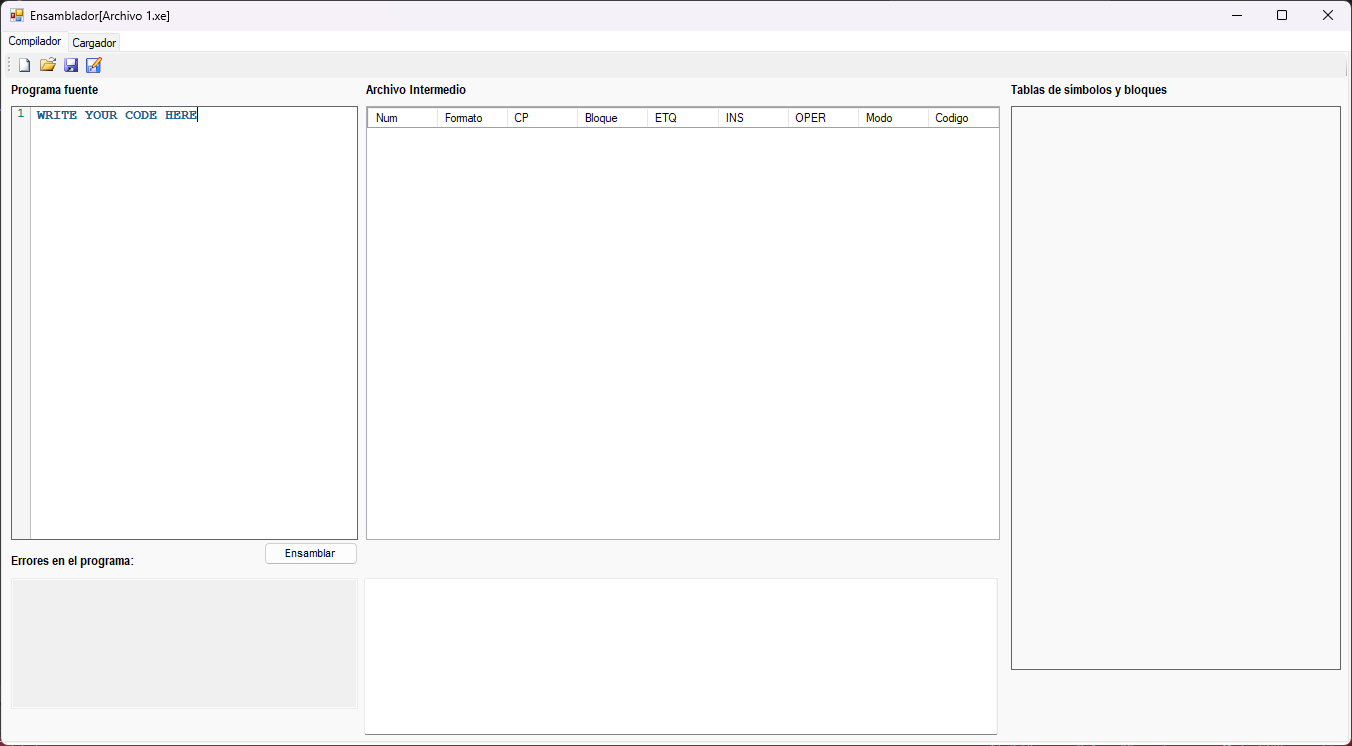 Ensamblador[Archivo 1.xe]
Compilador Cargador
Programa fuente
1 WRITE YOUR CODE HERE
Archivo Intermedio
Num Formato CP Bloque ETQ INS OPER Modo Codigo
Tablas de simbolos y bloques
Ensamblar
Errores en el programa: